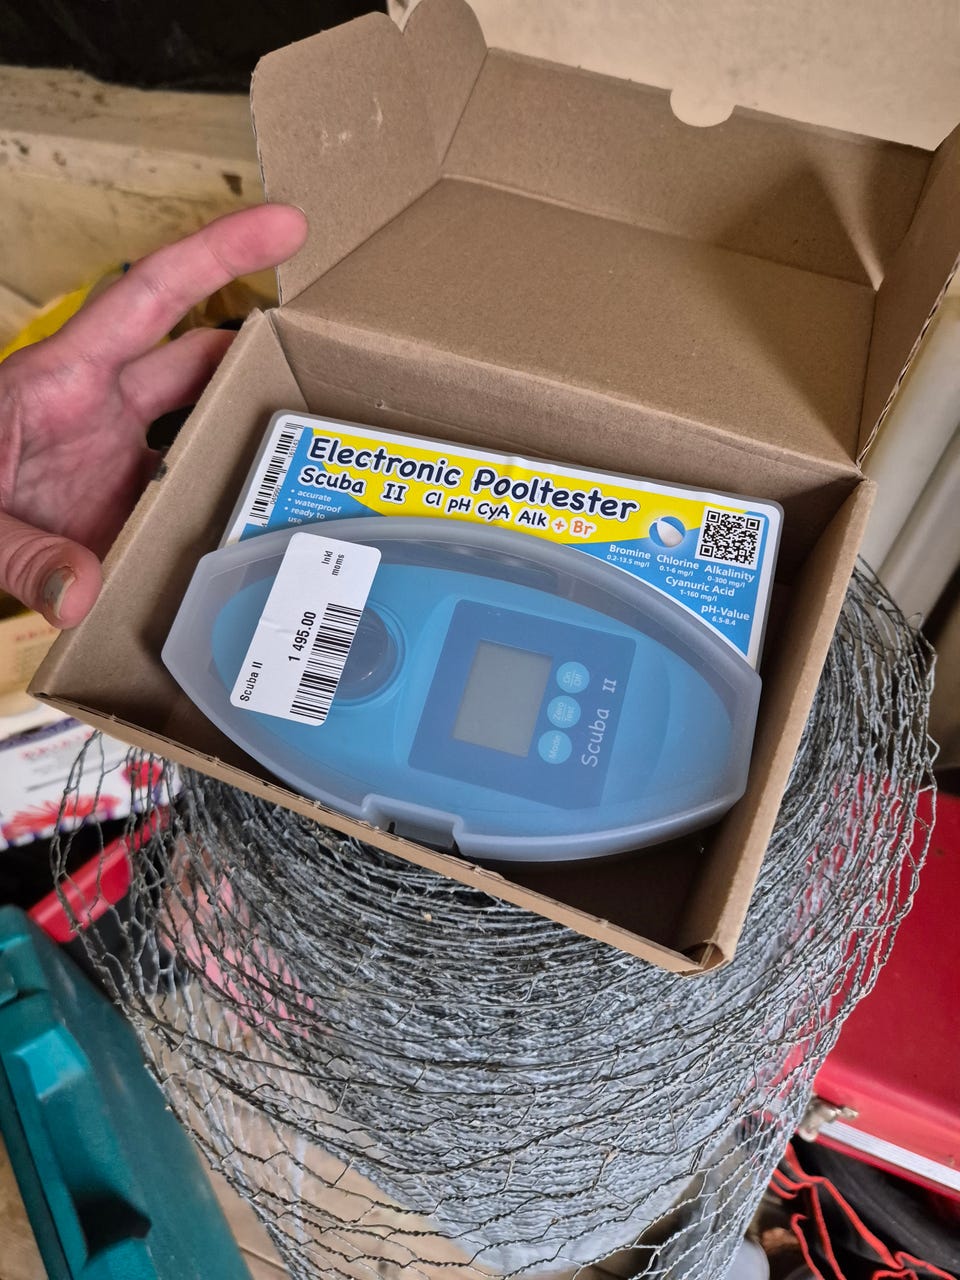 Electronic Pooltester
Scuba II Cl pH CyA Alk + Br
• accurate
• waterproof
• ready to
use
Bromine
0.2-13.5 mg/l
Chlorine
0.1-6 mg/l
Alkalinity
0-300 mg/l
Cyanuric Acid
1-160 mg/l
pH-Value
6.5-8.4
Inkl
moms
1 495.00
Scuba II
On
Off
Zero
Test
Mode
Scuba II